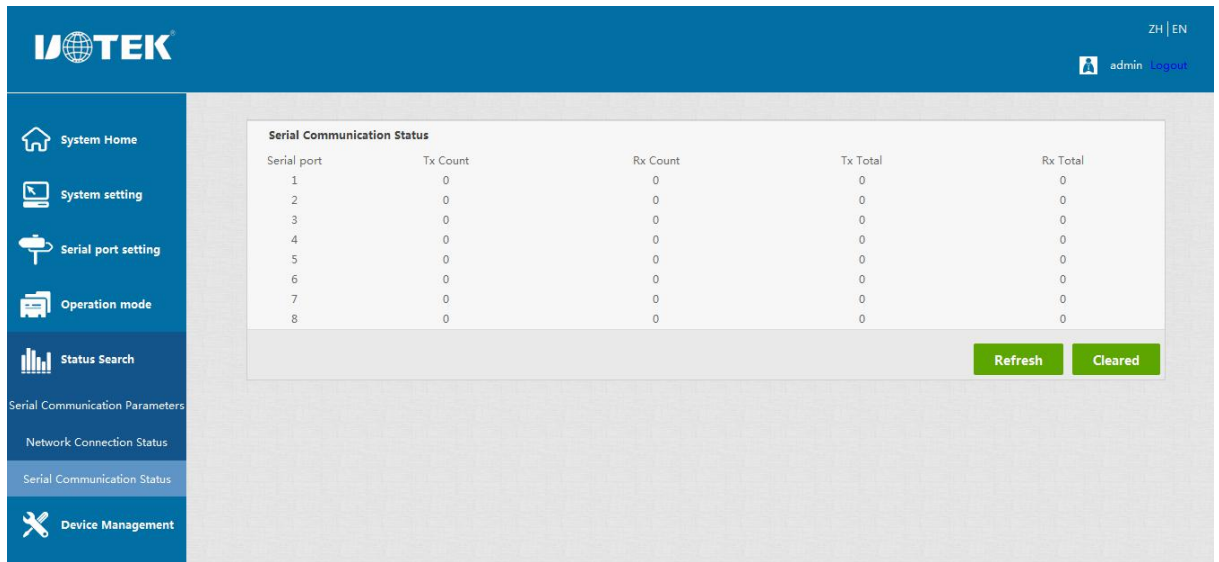 UTEK®
ZH | EN
admin Logout
System Home
System setting
Serial port setting
Operation mode
Status Search
Serial Communication Parameters
Network Connection Status
Serial Communication Status
Device Management
Serial Communication Status
Serial port Tx Count Rx Count Tx Total Rx Total
1 0 0 0 0
2 0 0 0 0
3 0 0 0 0
4 0 0 0 0
5 0 0 0 0
6 0 0 0 0
7 0 0 0 0
8 0 0 0 0
Refresh Cleared